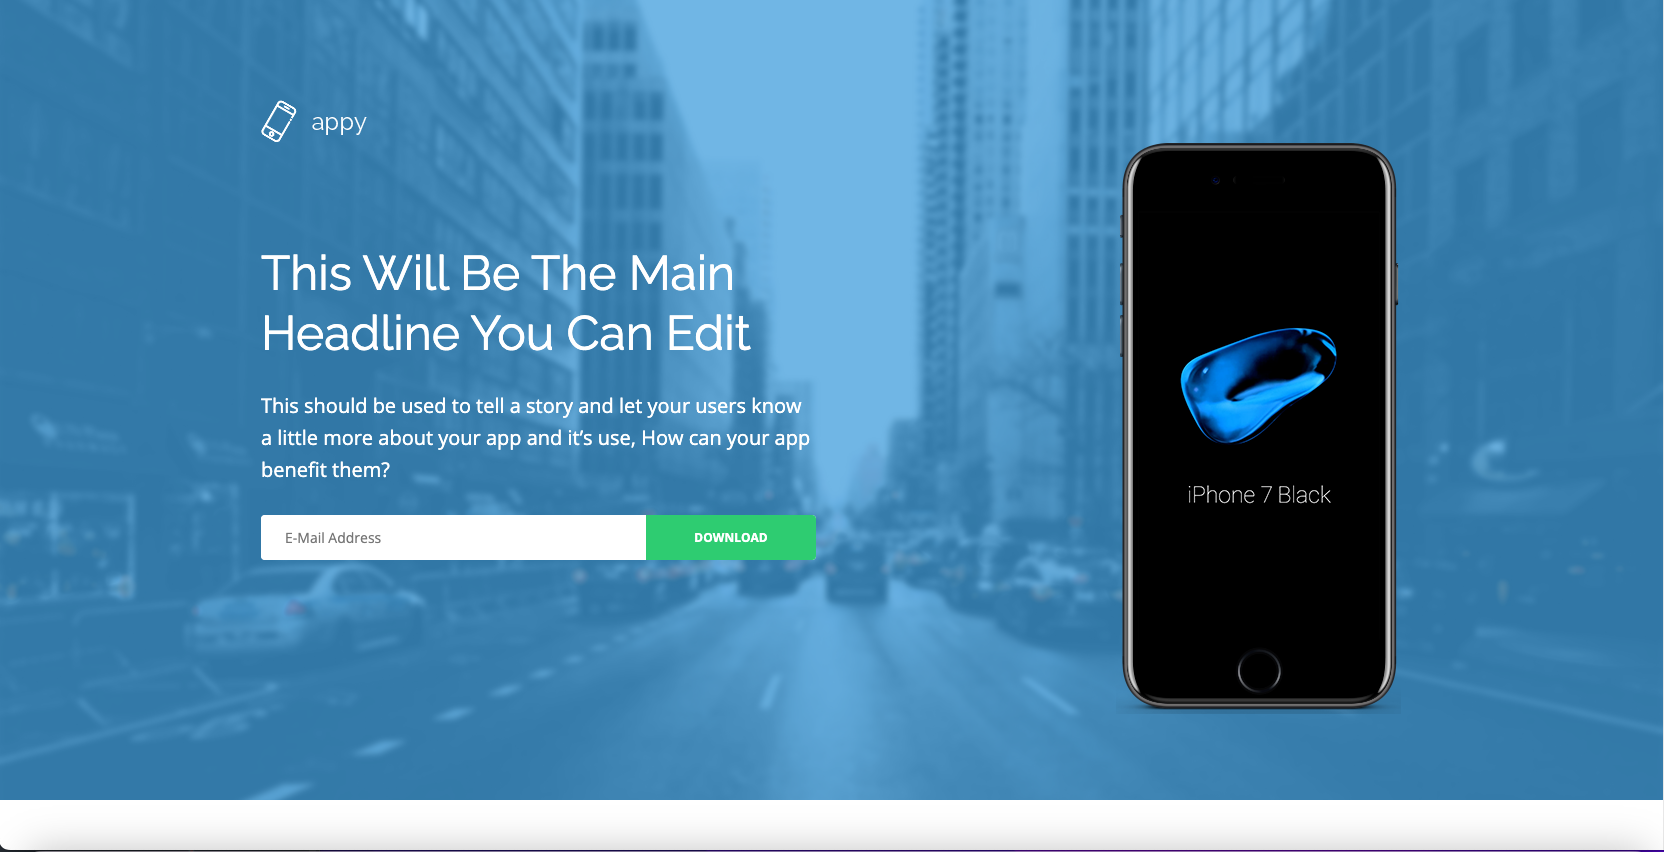 appy
This Will Be The Main
Headline You Can Edit
This should be used to tell a story and let your users know
a little more about your app and it’s use, How can your app
benefit them?
E-Mail Address
DOWNLOAD
iPhone 7 Black